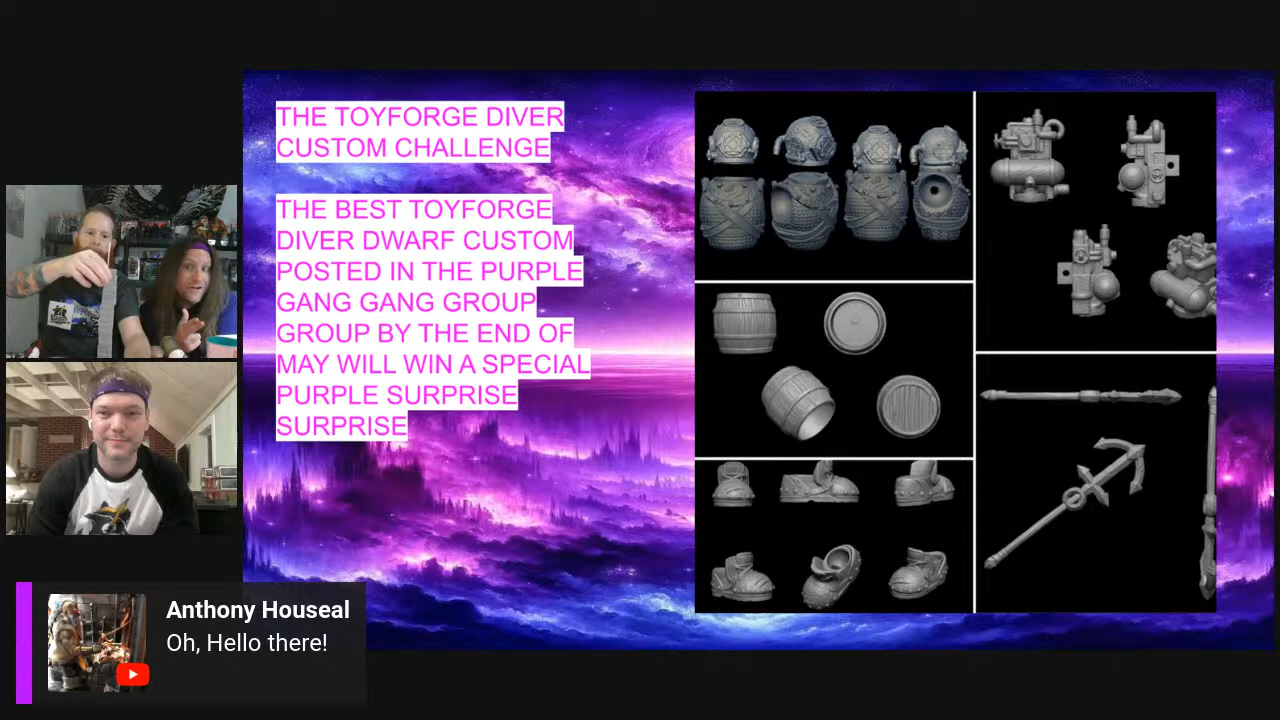 THE TOYFORGE DIVER
CUSTOM CHALLENGE
THE BEST TOYFORGE
DIVER DWARF CUSTOM
POSTED IN THE PURPLE
GANG GANG GROUP
GROUP BY THE END OF
MAY WILL WIN A SPECIAL
PURPLE SURPRISE
SURPRISE
Anthony Houseal
Oh, Hello there!